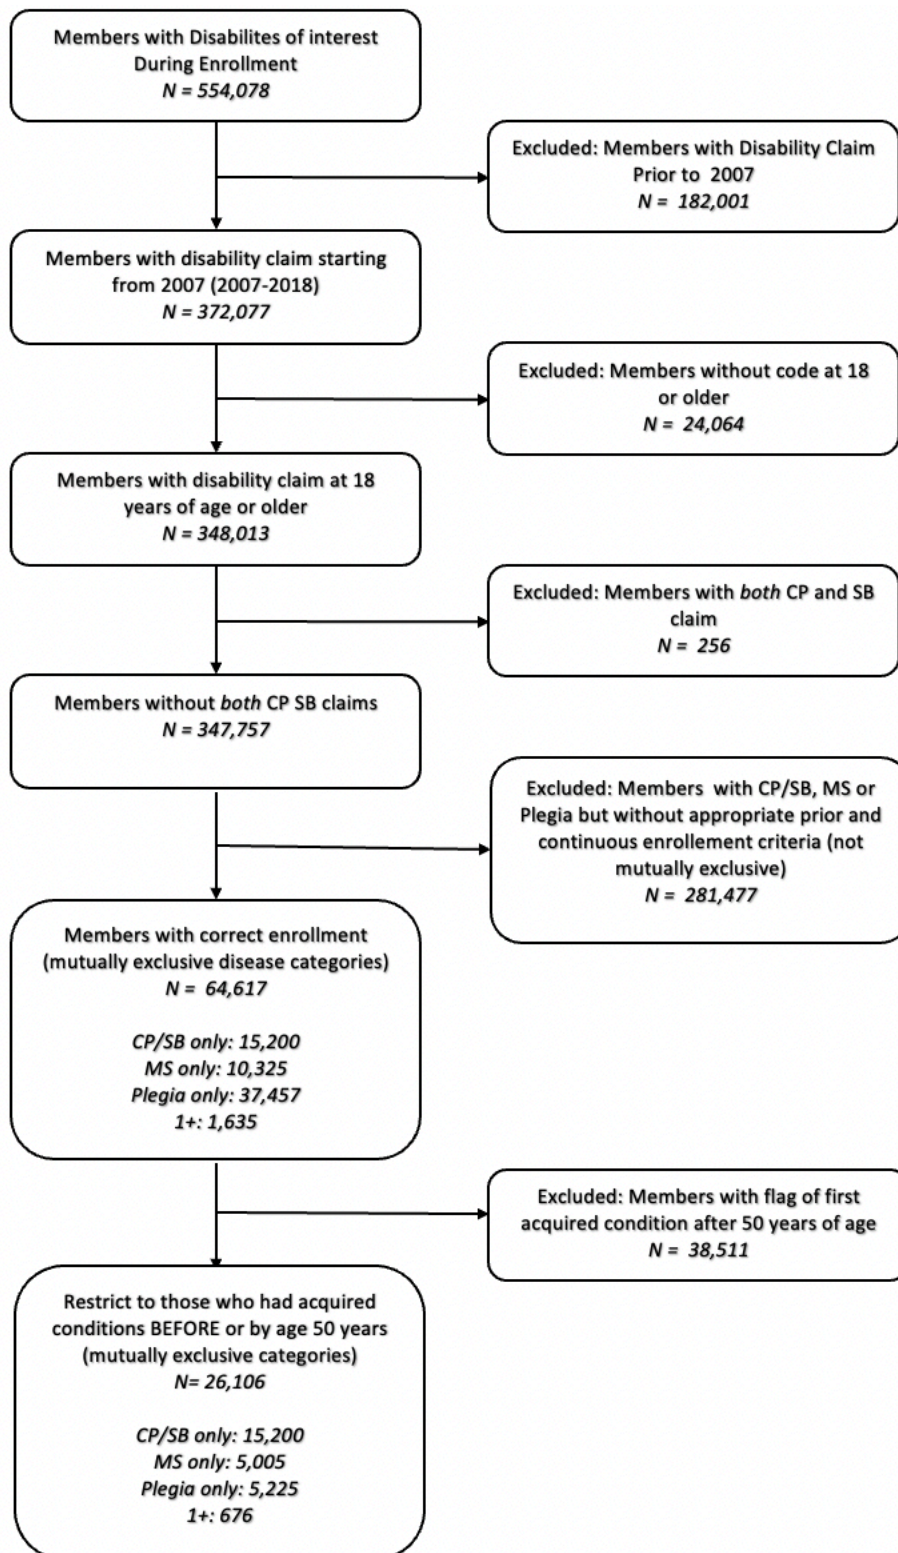 Members with Disabilites of interest
During Enrollment
N = 554,078
Excluded: Members with Disability Claim
Prior to 2007
N = 182,001
Members with disability claim starting
from 2007 (2007-2018)
N = 372,077
Excluded: Members without code at 18
or older
N = 24,064
Members with disability claim at 18
years of age or older
N = 348,013
Excluded: Members with both CP and SB
claim
N = 256
Members without both CP SB claims
N = 347,757
Excluded: Members with CP/SB, MS or
Plegia but without appropriate prior and
continuous enrollement criteria (not
mutually exclusive)
N = 281,477
Members with correct enrollment
(mutually exclusive disease categories)
N = 64,617
CP/SB only: 15,200
MS only: 10,325
Plegia only: 37,457
1+: 1,635
Excluded: Members with flag of first
acquired condition after 50 years of age
N = 38,511
Restrict to those who had acquired
conditions BEFORE or by age 50 years
(mutually exclusive categories)
N= 26,106
CP/SB only: 15,200
MS only: 5,005
Plegia only: 5,225
1+: 676